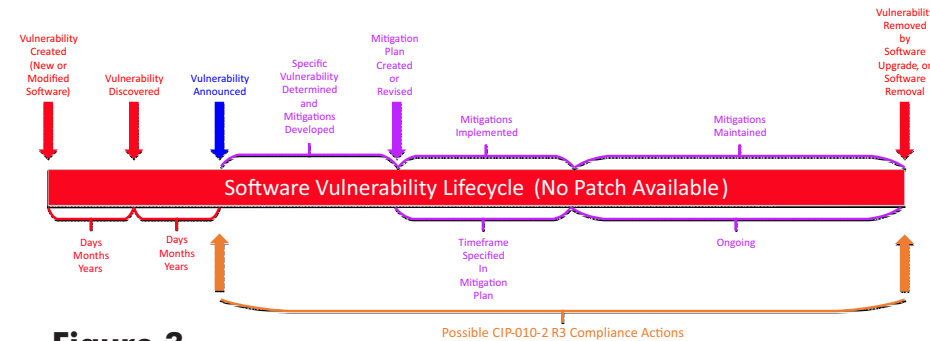 Vulnerability
Created
(New or
Modified
Software)
Vulnerability
Discovered
Vulnerability
Announced
Specific
Vulnerability
Determined
and
Mitigations
Developed
Mitigation
Plan
Created
or
Revised
Mitigations
Implemented
Mitigations
Maintained
Vulnerability
Removed
by
Software
Upgrade, or
Software
Removal
Software Vulnerability Lifecycle (No Patch Available)
Days
Months
Years
Days
Months
Years
Timeframe
Specified
In
Mitigation
Plan
Ongoing
Possible CIP-010-2 R3 Compliance Actions